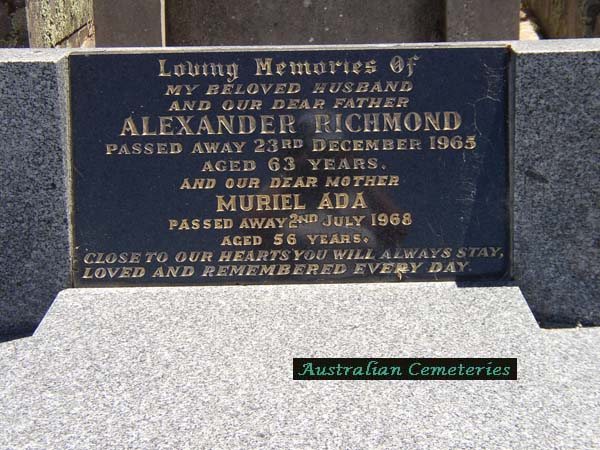 Loving Memories Of
MY BELOVED HUSBAND
AND OUR DEAR FATHER
ALEXANDER RICHMOND
PASSED AWAY 23RD DECEMBER 1965
AGED 63 YEARS.
AND OUR DEAR MOTHER
MURIEL ADA
PASSED AWAY 2ND JULY 1968
AGED 56 YEARS.
CLOSE TO OUR HEARTS YOU WILL ALWAYS STAY,
LOVED AND REMEMBERED EVERY DAY.
Australian Cemeteries